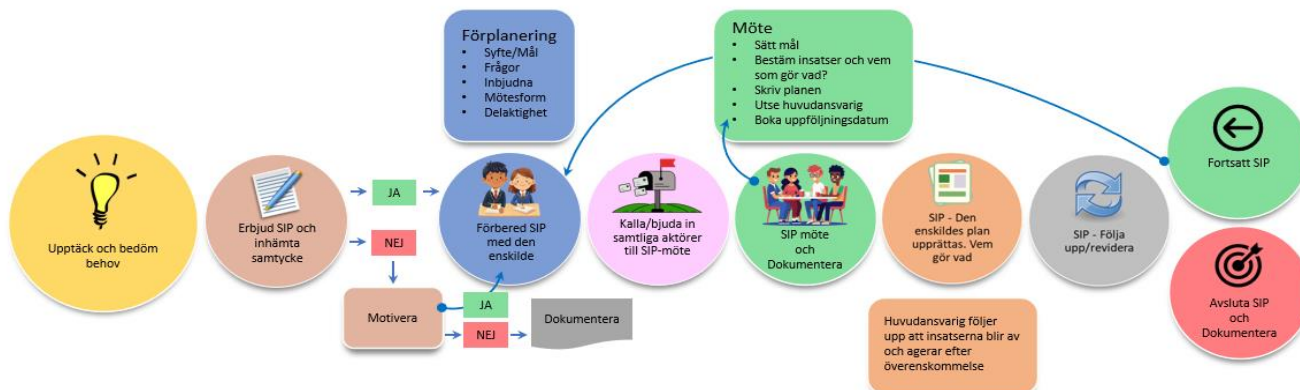 Förplanering
• Syfte/Mål
• Frågor
• Inbjudna
• Mötesform
• Delaktighet
Möte
• Sätt mål
• Bestäm insatser och vem
som gör vad?
• Skriv planen
• Utse huvudansvarig
• Boka uppföljningsdatum
Upptäck och bedöm
behov
Erbjud SIP och
inhämta
samtycke
JA
NEJ
Motivera
JA
NEJ
Dokumentera
Förbered SIP
med den
enskilde
Kalla/bjuda in
samtliga aktörer
till SIP-möte
SIP möte
och
Dokumentera
SIP - Den
enskildes plan
upprättas. Vem
gör vad
Huvudansvarig följer
upp att insatserna blir av
och agerar efter
överenskommelse
SIP - Följa
upp/revidera
Fortsatt SIP
Avsluta SIP
och
Dokumentera